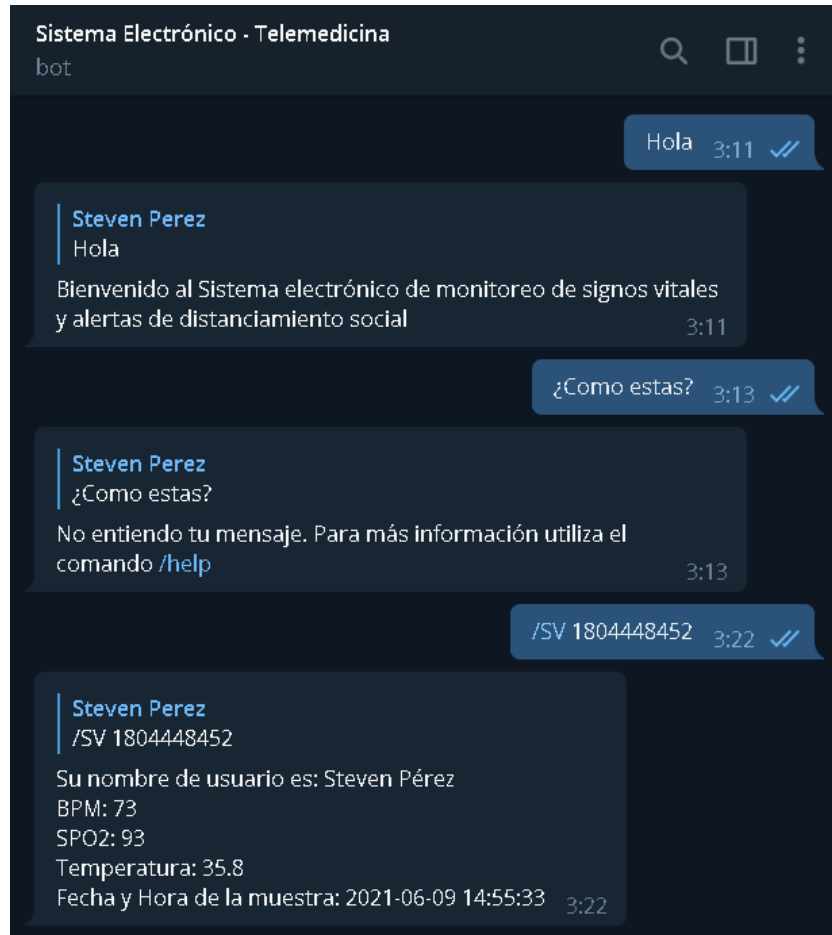 Sistema Electrónico - Telemedicina
bot
Hola 3:11
Steven Perez
Hola
Bienvenido al Sistema electrónico de monitoreo de signos vitales
y alertas de distanciamiento social
3:11
¿Como estas? 3:13
Steven Perez
¿Como estas?
No entiendo tu mensaje. Para más información utiliza el
comando /help
3:13
/SV 1804448452 3:22
Steven Perez
/SV 1804448452
Su nombre de usuario es: Steven Pérez
BPM: 73
SPO2: 93
Temperatura: 35.8
Fecha y Hora de la muestra: 2021-06-09 14:55:33 3:22